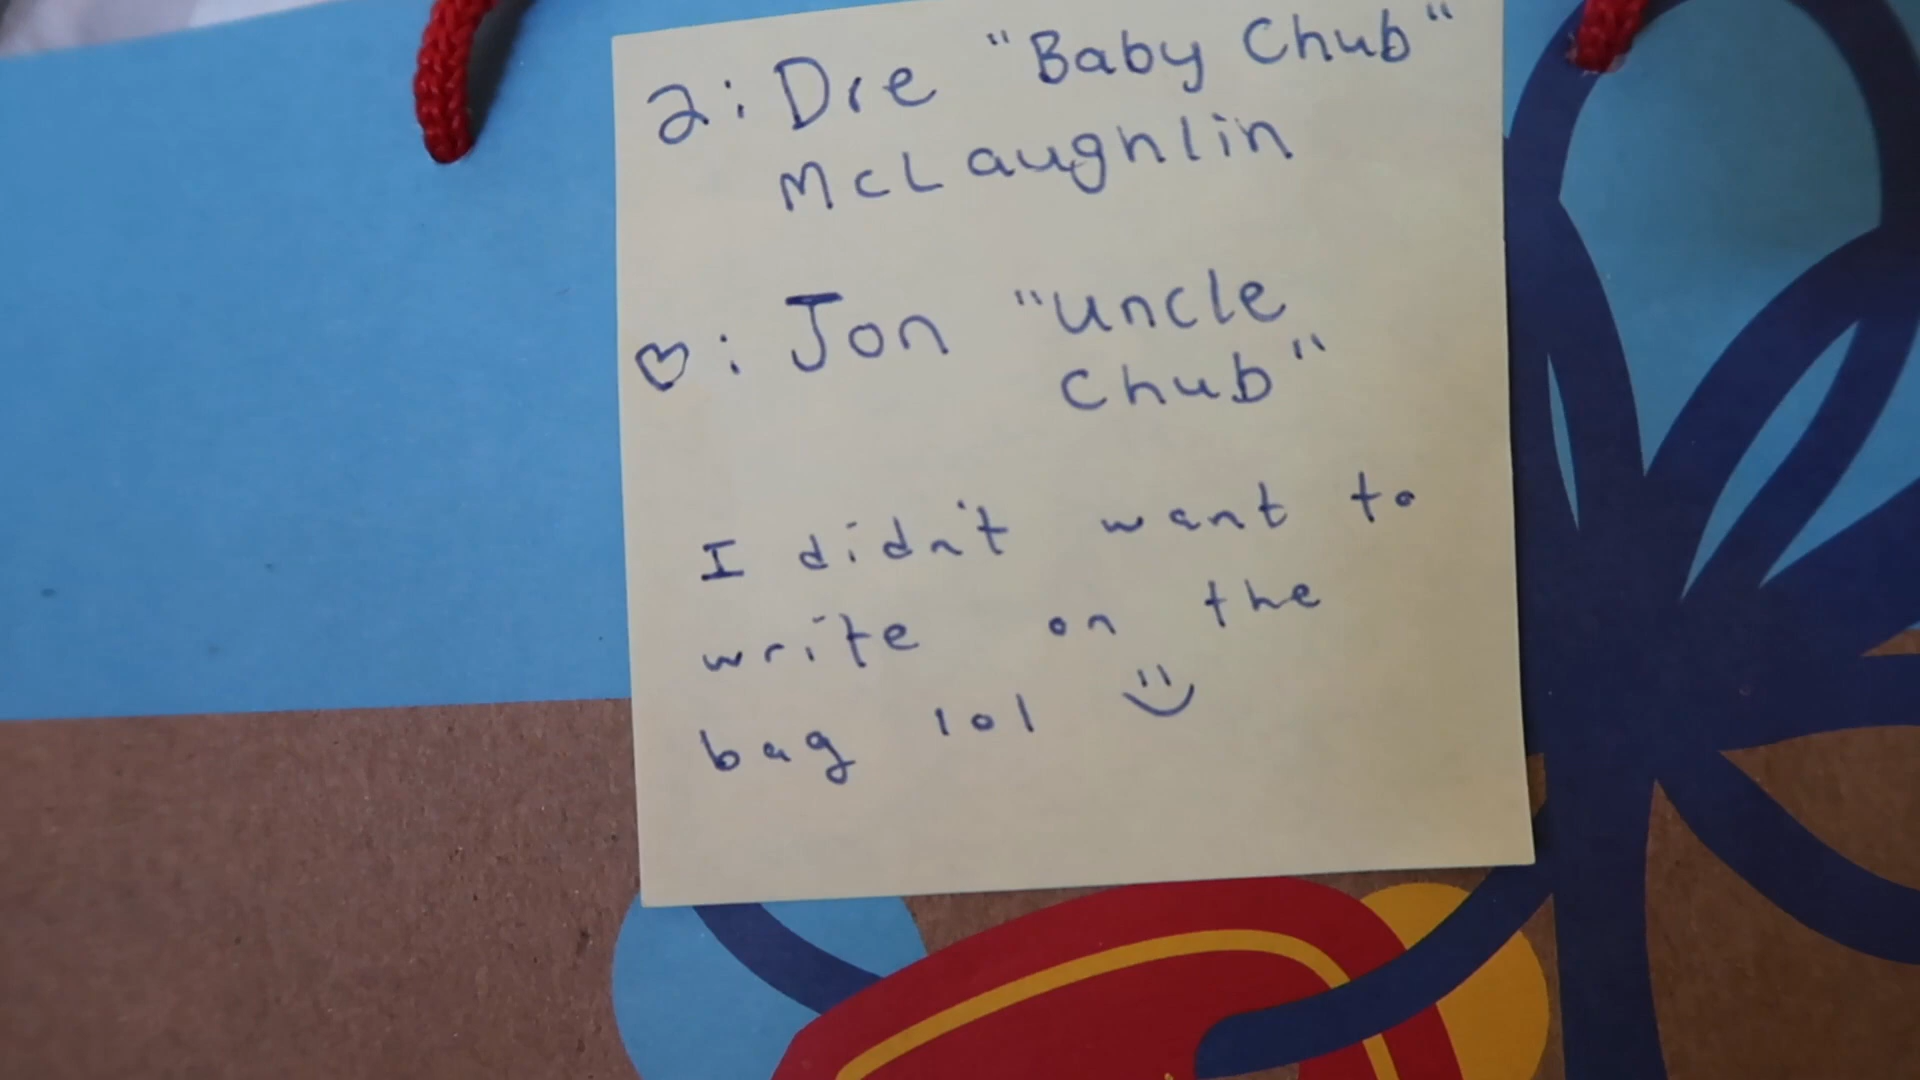 2: Dre "Baby Chub"
McLaughlin
♡: Jon "uncle
Chub"
I didn't want to
write on the
bag lol :)